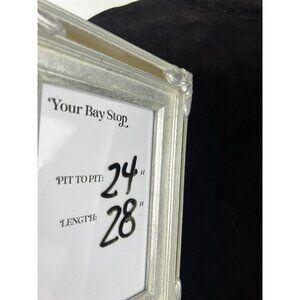 Your Bay Stop
PIT TO PIT: 24"
LENGTH: 28"